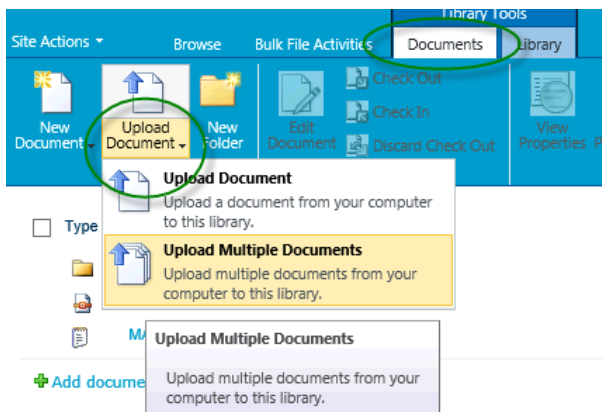 Library Tools
Site Actions
Browse
Bulk File Activities
Documents
Library
New
Document
Upload
Document
New
Folder
Edit
Document
Check Out
Check In
Discard Check Out
View
Properties
P
Upload Document
Upload a document from your computer
to this library.
Upload Multiple Documents
Upload multiple documents from your
computer to this library.
Type
Upload Multiple Documents
Upload multiple documents from your
computer to this library.
Add docume